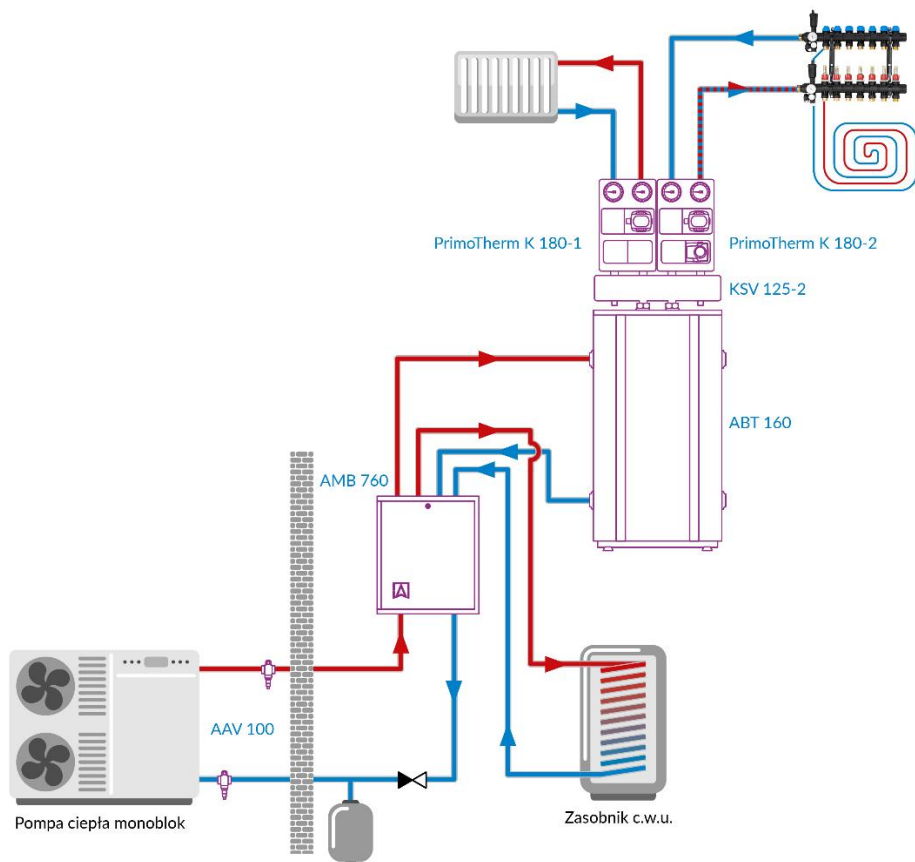 PrimoTherm K 180-1
PrimoTherm K 180-2
KSV 125-2
ABT 160
AMB 760
AAV 100
Pompa ciepła monoblok
Zasobnik c.w.u.